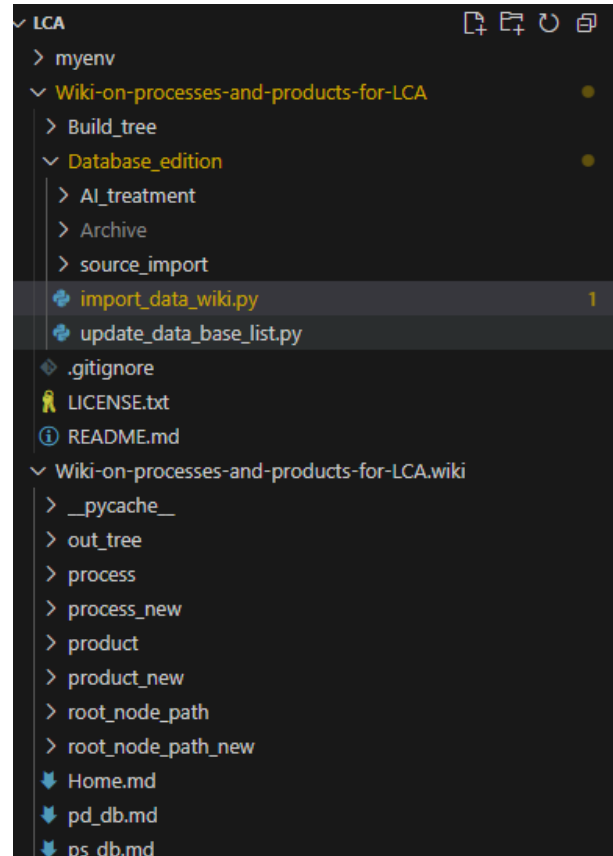 LCA
myenv
Wiki-on-processes-and-products-for-LCA
Build_tree
Database_edition
AI_treatment
Archive
source_import
import_data_wiki.py 1
update_data_base_list.py
.gitignore
LICENSE.txt
README.md
Wiki-on-processes-and-products-for-LCA.wiki
__pycache__
out_tree
process
process_new
product
product_new
root_node_path
root_node_path_new
Home.md
pd_db.md
ps_db.md